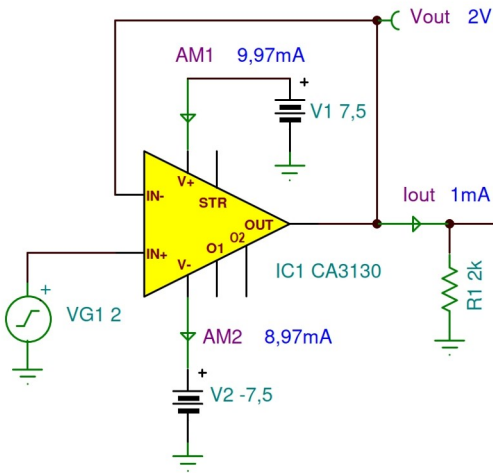 Vout 2V
AM1 9,97mA
+
V1 7,5
V+
STR
IN-
Iout 1mA
OUT
O2
O1
IN+
V-
IC1 CA3130
+
VG1 2
R1 2k
AM2 8,97mA
+
V2 -7,5